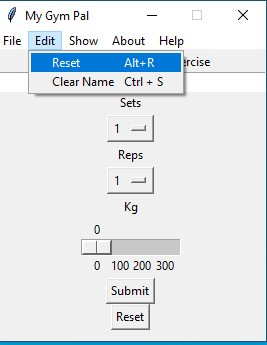 My Gym Pal
File Edit Show About Help
Reset Alt+R
Clear Name Ctrl + S
Sets
1
Reps
1
Kg
0
0 100 200 300
Submit
Reset